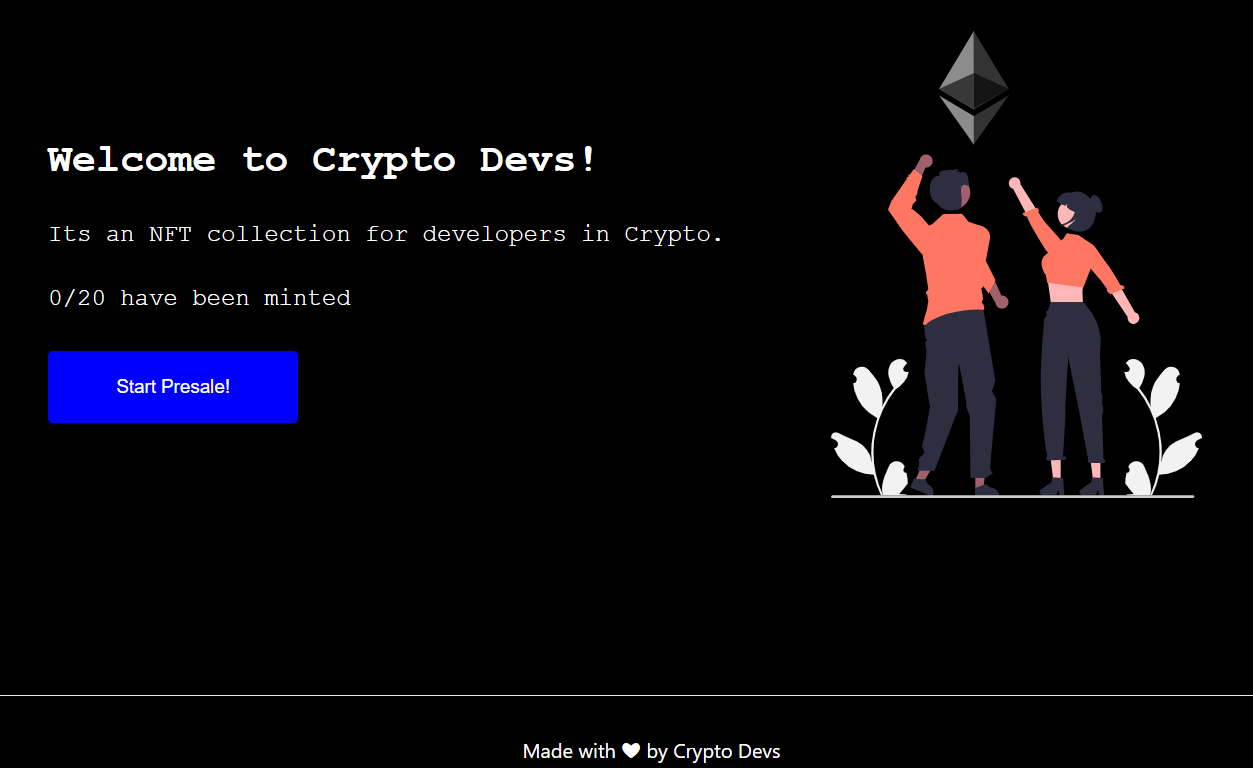 Welcome to Crypto Devs!
Its an NFT collection for developers in Crypto.
0/20 have been minted
Start Presale!
Made with ❤ by Crypto Devs